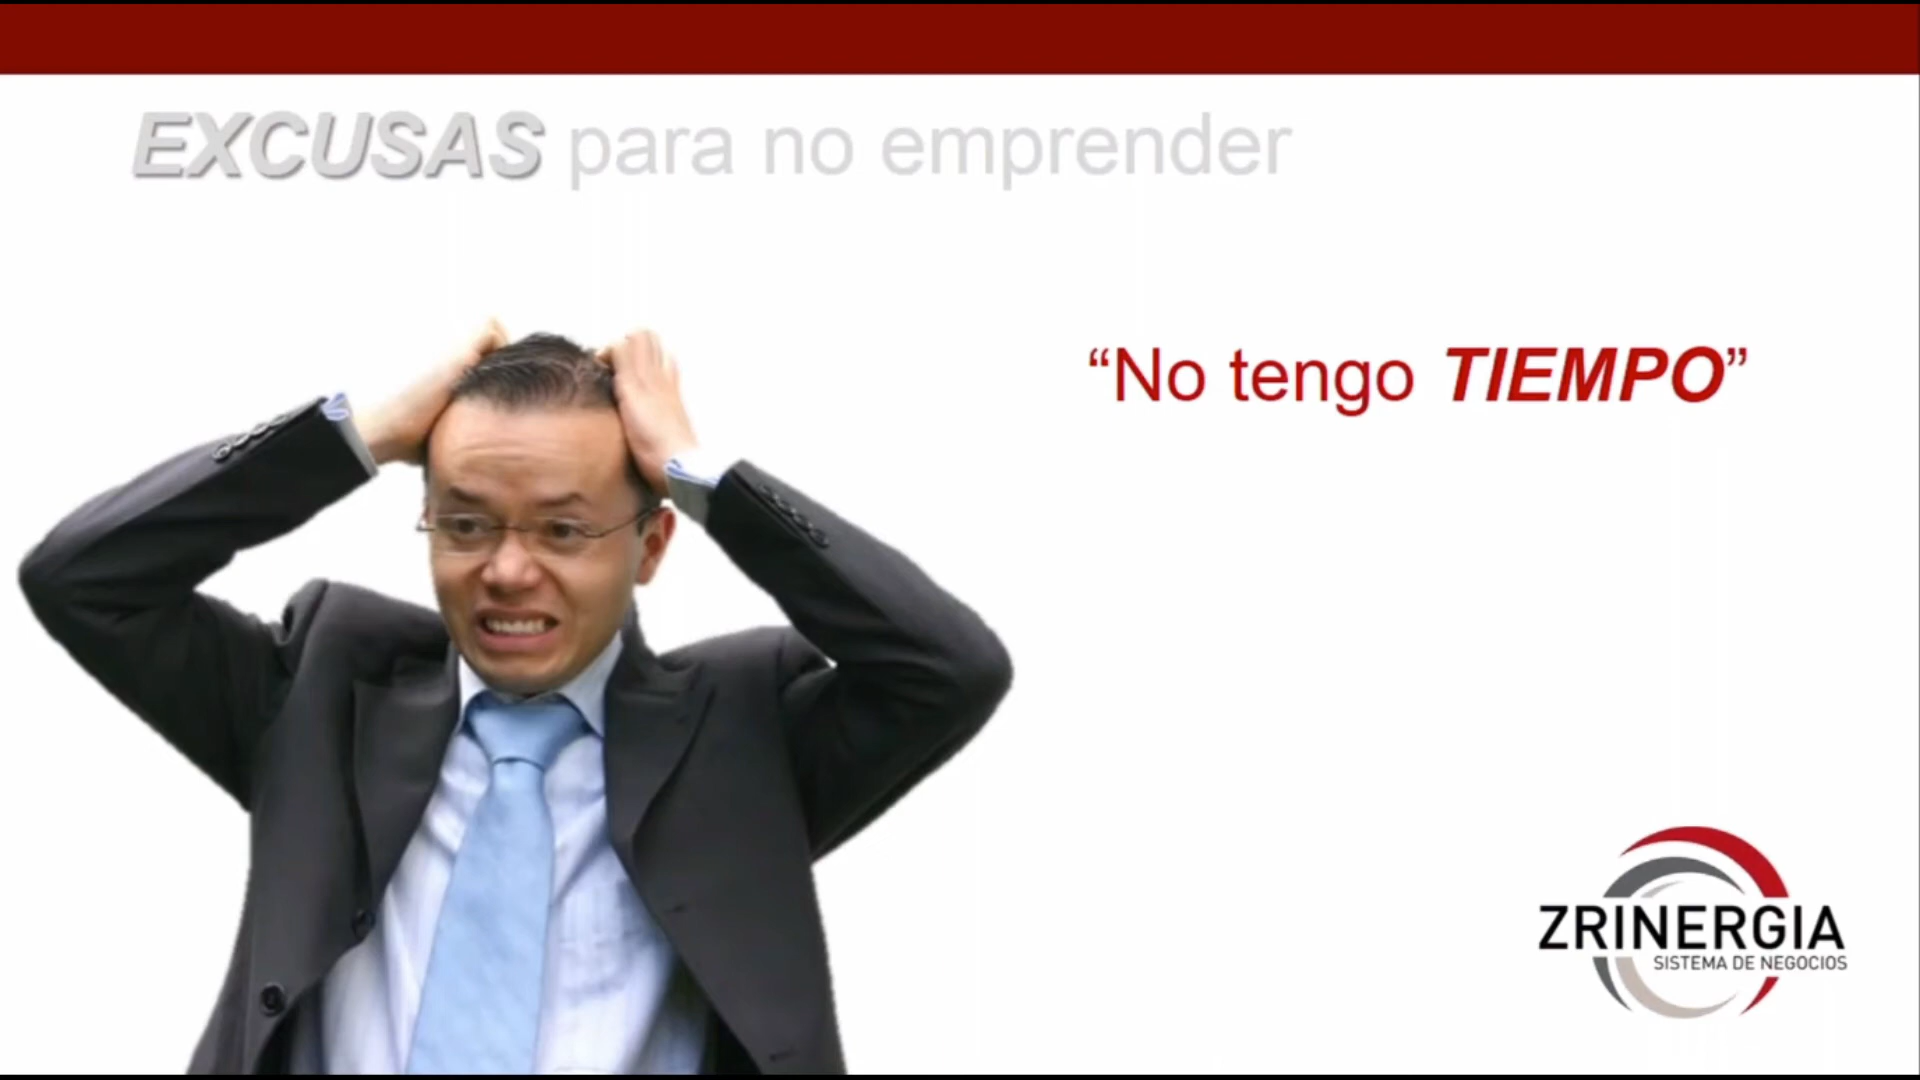 EXCUSAS para no emprender
“No tengo TIEMPO”
ZRINERGIA
SISTEMA DE NEGOCIOS